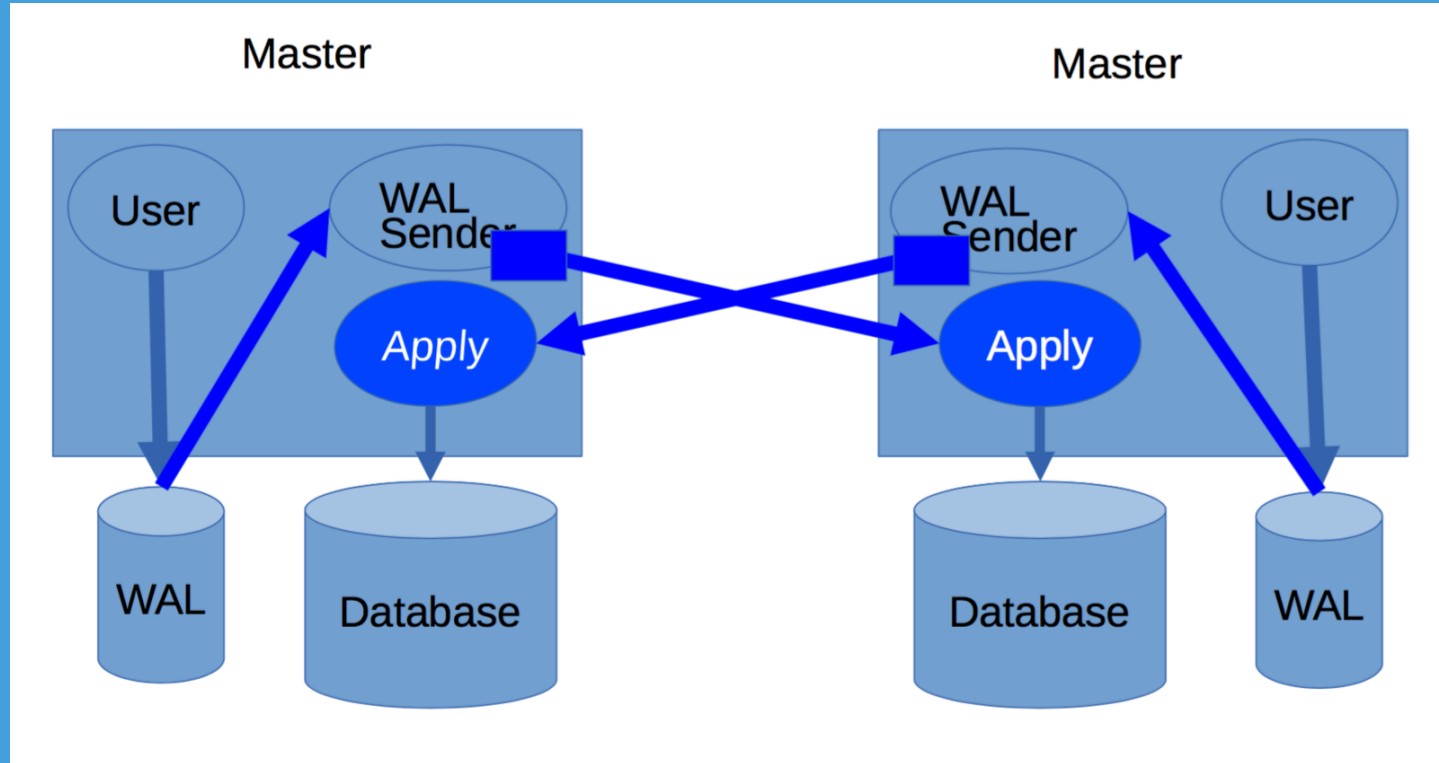 Master
Master
User
WAL
Sender
Apply
WAL
Database
WAL
Sender
User
Apply
Database
WAL